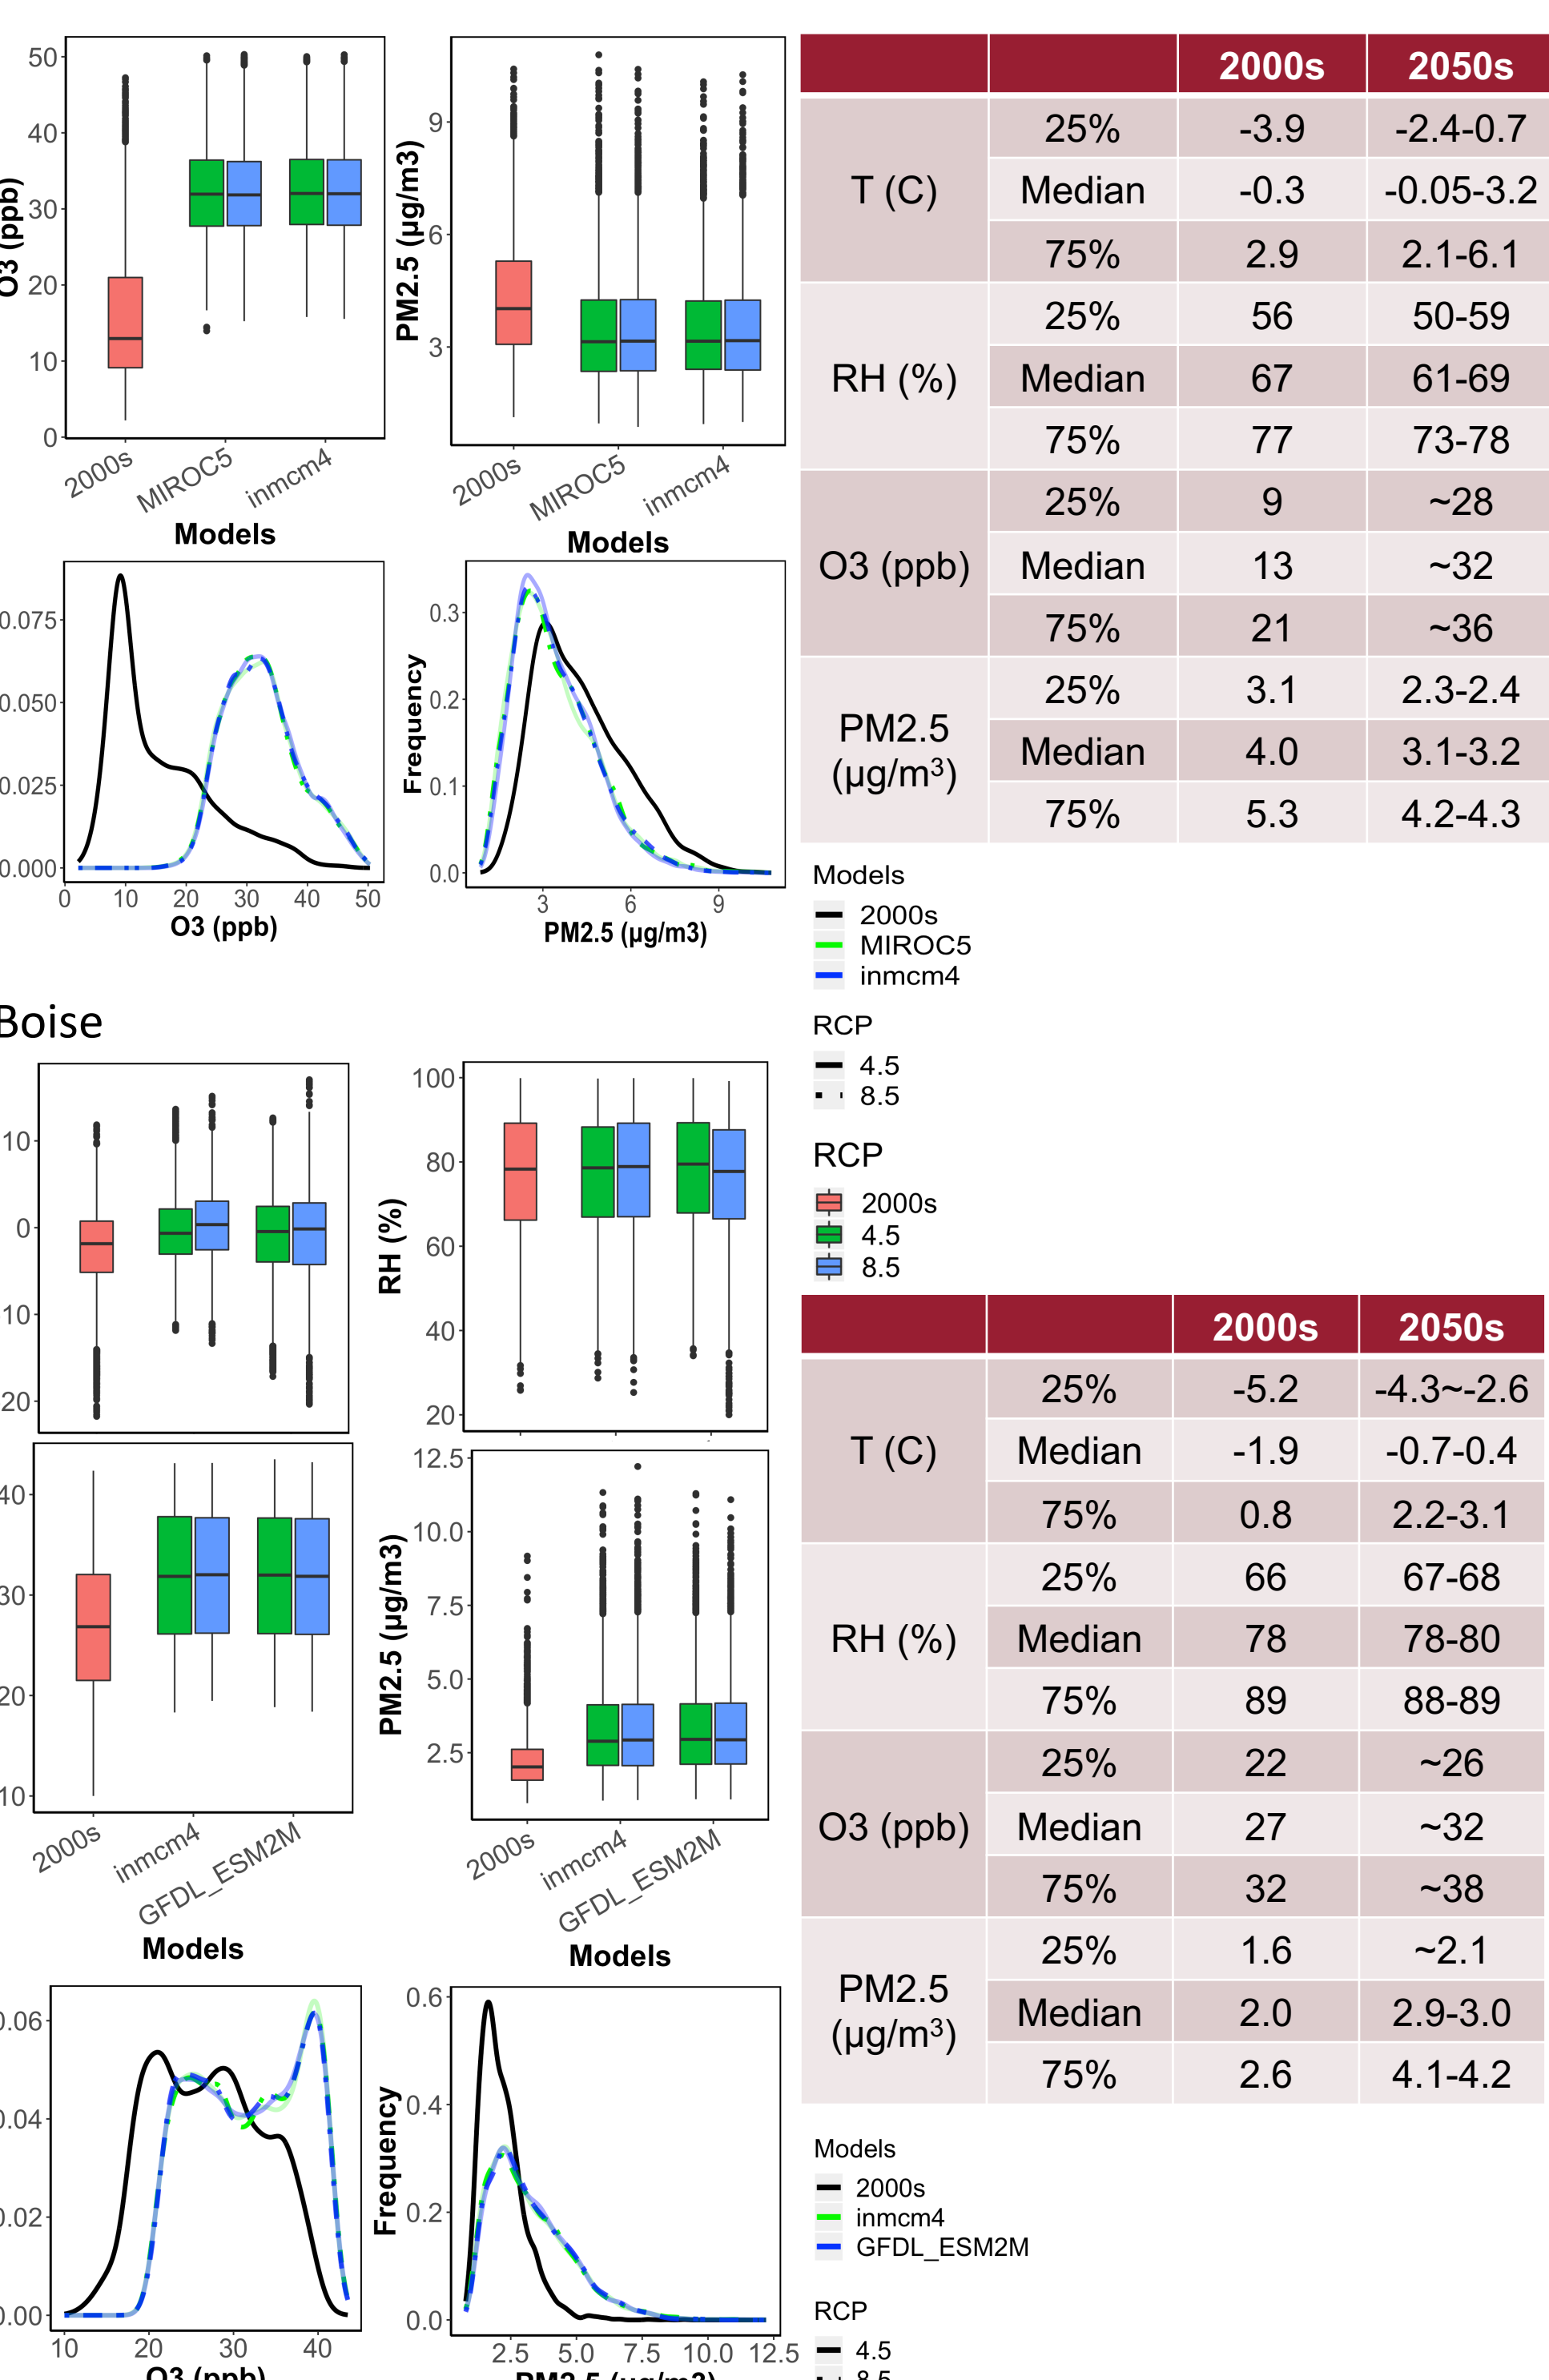 50
40
30
20
10
0
O3 (ppb)
2000s
MIROC5
inmcm4
Models
9
6
3
PM2.5 (µg/m3)
2000s
MIROC5
inmcm4
Models
2000s 2050s
T (C)
25% -3.9 -2.4-0.7
Median -0.3 -0.05-3.2
75% 2.9 2.1-6.1
RH (%)
25% 56 50-59
Median 67 61-69
75% 77 73-78
O3 (ppb)
25% 9 ~28
Median 13 ~32
75% 21 ~36
PM2.5
(µg/m³)
25% 3.1 2.3-2.4
Median 4.0 3.1-3.2
75% 5.3 4.2-4.3
0.075
0.050
0.025
0.000
0 10 20 30 40 50
O3 (ppb)
Frequency
0.3
0.2
0.1
0.0
3 6 9
PM2.5 (µg/m3)
Models
2000s
MIROC5
inmcm4
RCP
4.5
8.5
RCP
2000s
4.5
8.5
Boise
10
0
10
20
RH (%)
100
80
60
40
20
40
30
20
10
2000s
inmcm4
GFDL_ESM2M
Models
PM2.5 (µg/m3)
12.5
10.0
7.5
5.0
2.5
2000s
inmcm4
GFDL_ESM2M
Models
2000s 2050s
T (C)
25% -5.2 -4.3~-2.6
Median -1.9 -0.7-0.4
75% 0.8 2.2-3.1
RH (%)
25% 66 67-68
Median 78 78-80
75% 89 88-89
O3 (ppb)
25% 22 ~26
Median 27 ~32
75% 32 ~38
PM2.5
(µg/m³)
25% 1.6 ~2.1
Median 2.0 2.9-3.0
75% 2.6 4.1-4.2
0.06
0.04
0.02
0.00
10 20 30 40
O3 (ppb)
Frequency
0.6
0.4
0.2
0.0
2.5 5.0 7.5 10.0 12.5
PM2.5 (µg/m3)
Models
2000s
inmcm4
GFDL_ESM2M
RCP
4.5
8.5